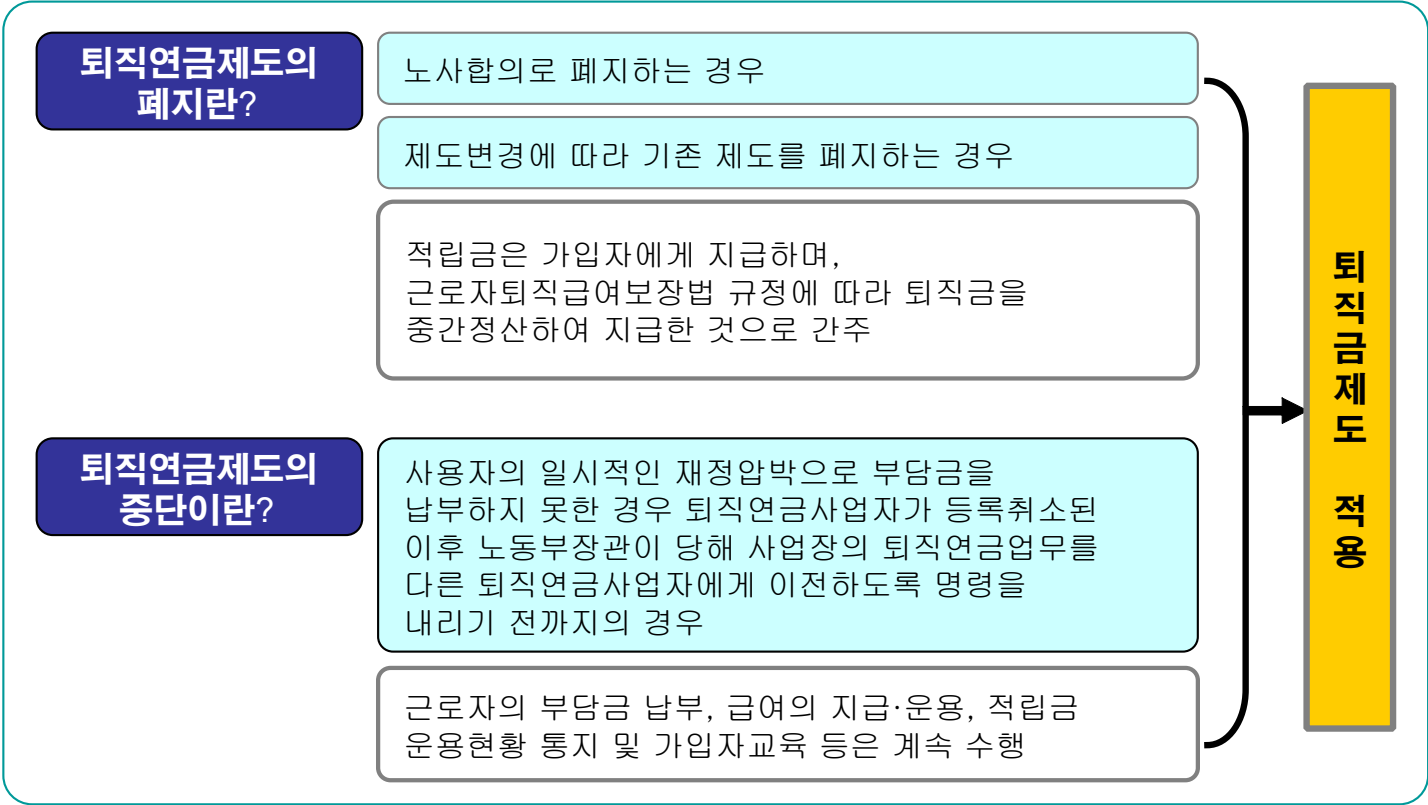 퇴직연금제도의
폐지란?
노사합의로 폐지하는 경우
제도변경에 따라 기존 제도를 폐지하는 경우
적립금은 가입자에게 지급하며,
근로자퇴직급여보장법 규정에 따라 퇴직금을
중간정산하여 지급한 것으로 간주
퇴직연금제도의
중단이란?
사용자의 일시적인 재정압박으로 부담금을
납부하지 못한 경우 퇴직연금사업자가 등록취소된
이후 노동부장관이 당해 사업장의 퇴직연금업무를
다른 퇴직연금사업자에게 이전하도록 명령을
내리기 전까지의 경우
근로자의 부담금 납부, 급여의 지급·운용, 적립금
운용현황 통지 및 가입자교육 등은 계속 수행
퇴직금제도 적용